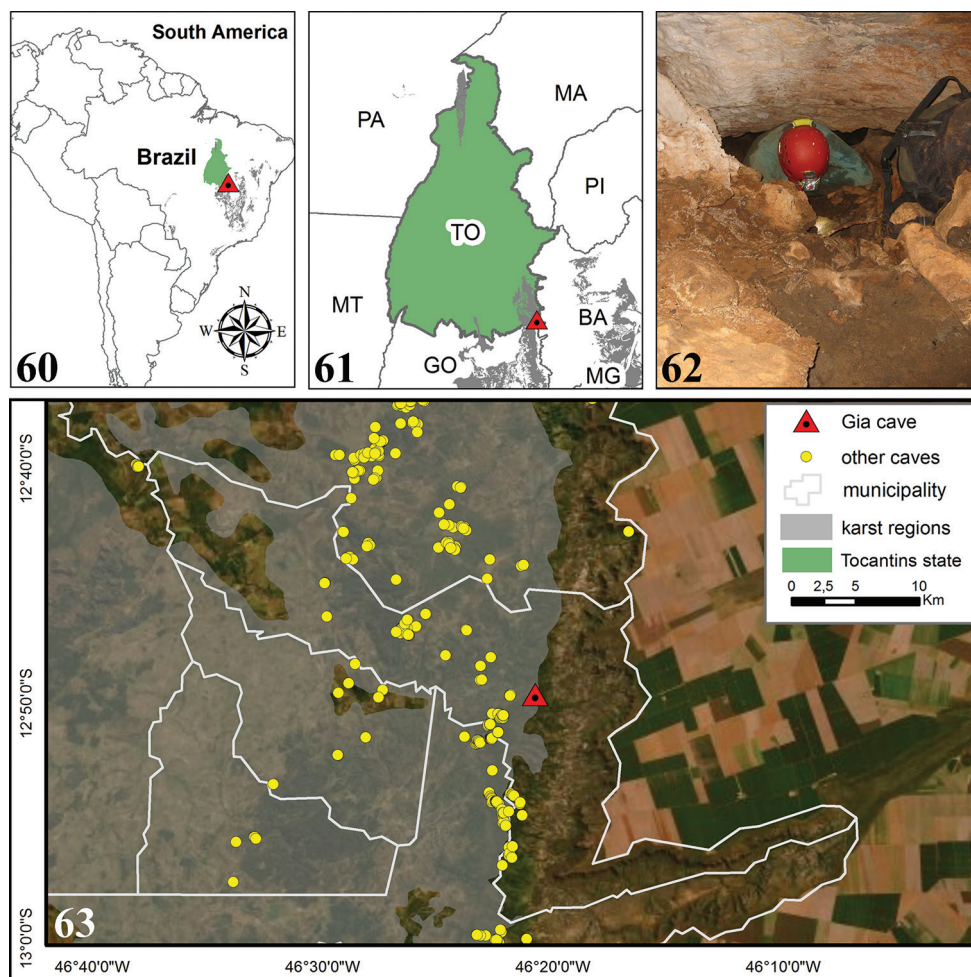 South America
Brazil
N
W E
S
60
PA
MA
PI
TO
MT
BA
GO
MG
61
62
Gia cave
other caves
municipality
karst regions
Tocantins state
0 2,5 5 10
Km
12°40'0"S
12°50'0"S
13°0'0"S
63
46°40'0"W 46°30'0"W 46°20'0"W 46°10'0"W